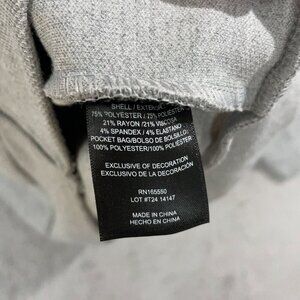 SHELL / EXTERIOR
75% POLYESTER / 75% POLIESTER
21% RAYON /21% VISCOSA
4% SPANDEX / 4% ELASTANO
POCKET BAG/BOLSO DE BOLSILLO:
100% POLYESTER/100% POLIESTER
EXCLUSIVE OF DECORATION
EXCLUSIVO DE LA DECORACIÓN
RN165550
LOT #T24 14147
MADE IN CHINA
HECHO EN CHINA